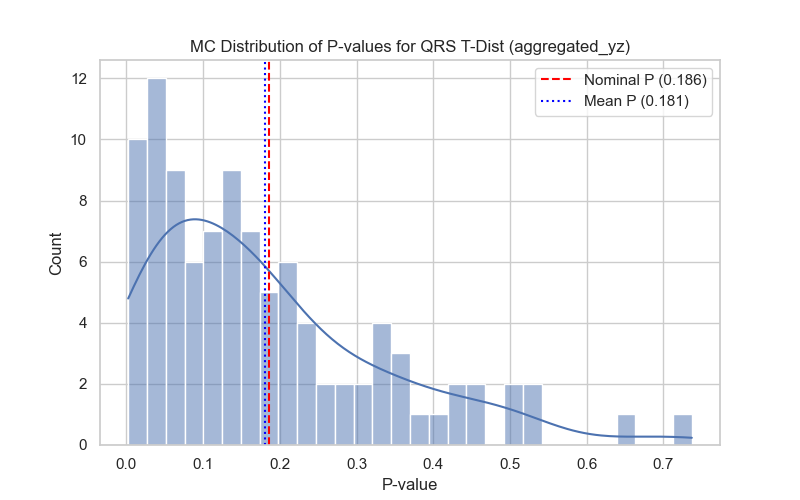 MC Distribution of P-values for QRS T-Dist (aggregated_yz)
Nominal P (0.186)
Mean P (0.181)
12
10
8
6
4
2
0
Count
0.0 0.1 0.2 0.3 0.4 0.5 0.6 0.7
P-value